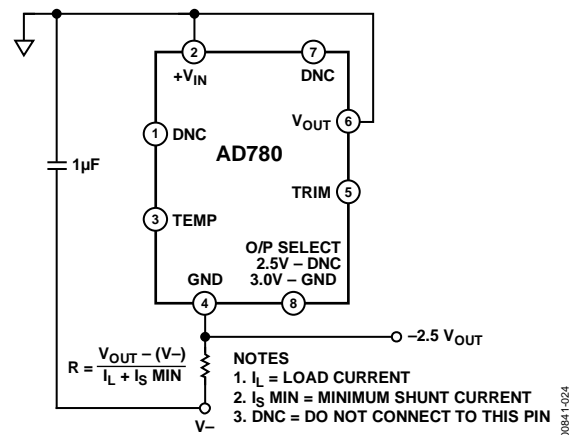 2
7
+VIN
DNC
VOUT
6
1
DNC
AD780
1µF
TRIM
5
3
TEMP
O/P SELECT
2.5V – DNC
3.0V – GND
GND
4
8
–2.5 VOUT
R = VOUT – (V–)
IL + IS MIN
NOTES
1. IL = LOAD CURRENT
2. IS MIN = MINIMUM SHUNT CURRENT
3. DNC = DO NOT CONNECT TO THIS PIN
V–
00841-024